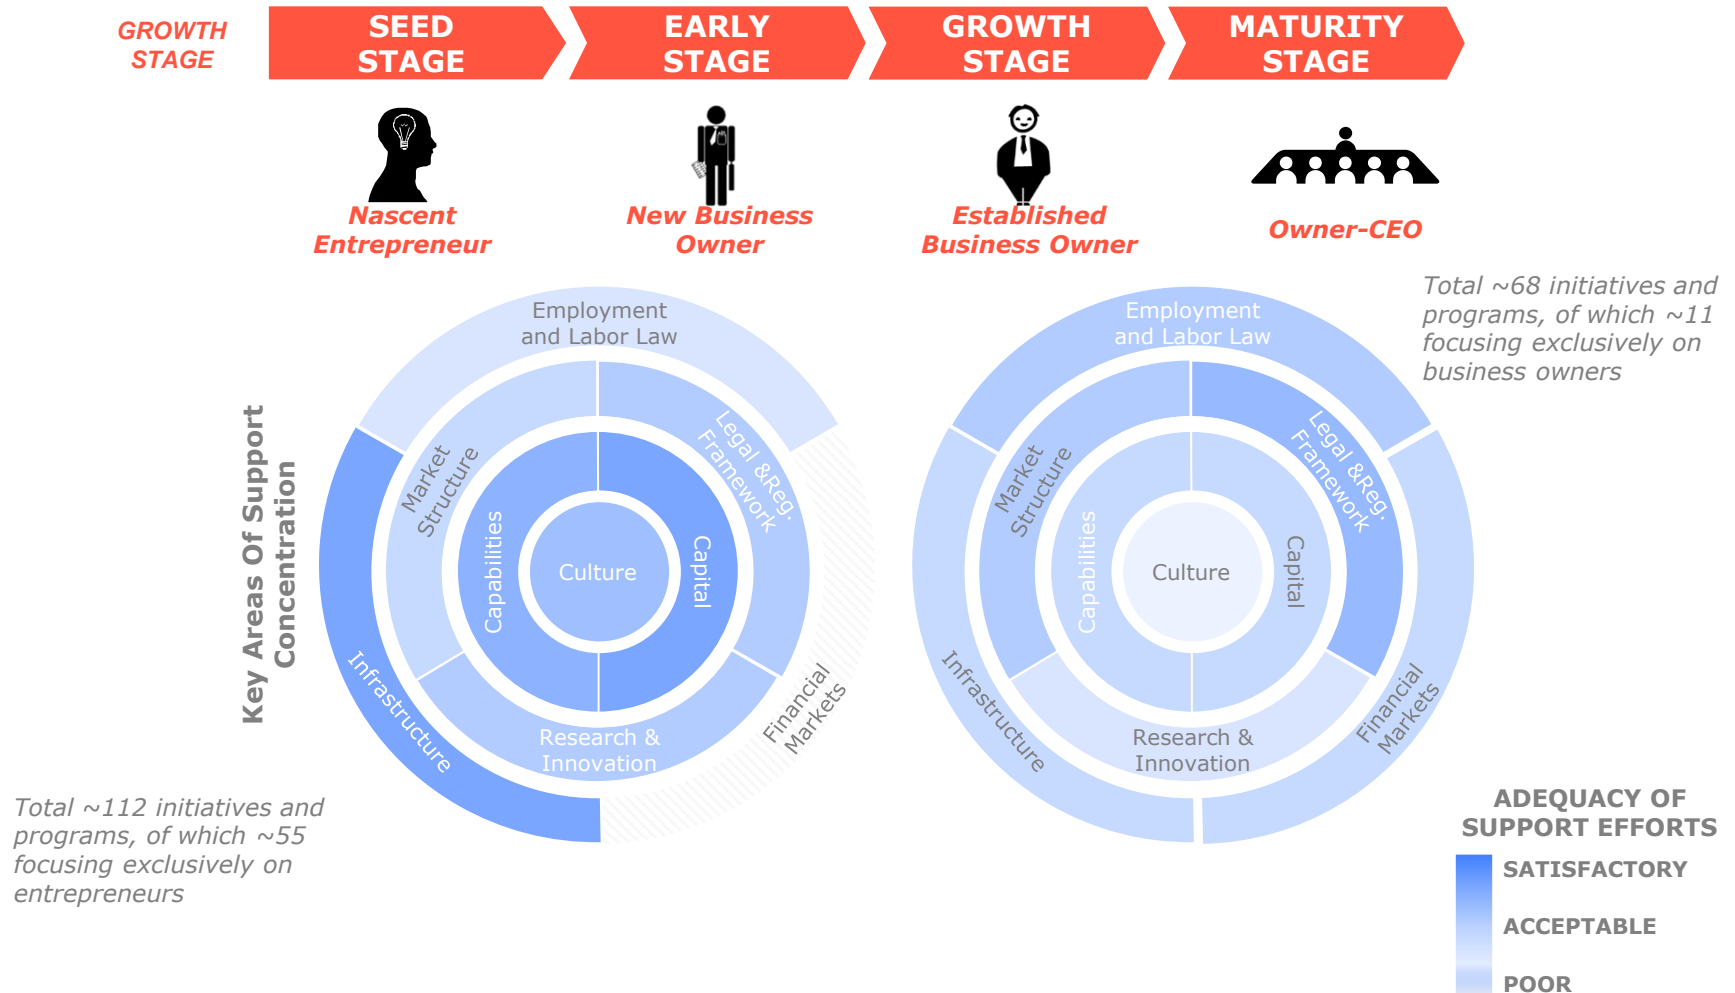 GROWTH
STAGE
SEED
STAGE
EARLY
STAGE
GROWTH
STAGE
MATURITY
STAGE
Nascent
Entrepreneur
New Business
Owner
Established
Business Owner
Owner-CEO
Total ~68 initiatives and
programs, of which ~11
focusing exclusively on
business owners
Key Areas Of Support
Concentration
Employment
and Labor Law
Market
Structure
Legal &Reg.
Framework
Capabilities
Culture
Capital
Infrastructure
Research &
Innovation
Financial
Markets
Employment
and Labor Law
Market
Structure
Legal &Reg.
Framework
Capabilities
Culture
Capital
Infrastructure
Research &
Innovation
Financial
Markets
Total ~112 initiatives and
programs, of which ~55
focusing exclusively on
entrepreneurs
ADEQUACY OF
SUPPORT EFFORTS
SATISFACTORY
ACCEPTABLE
POOR